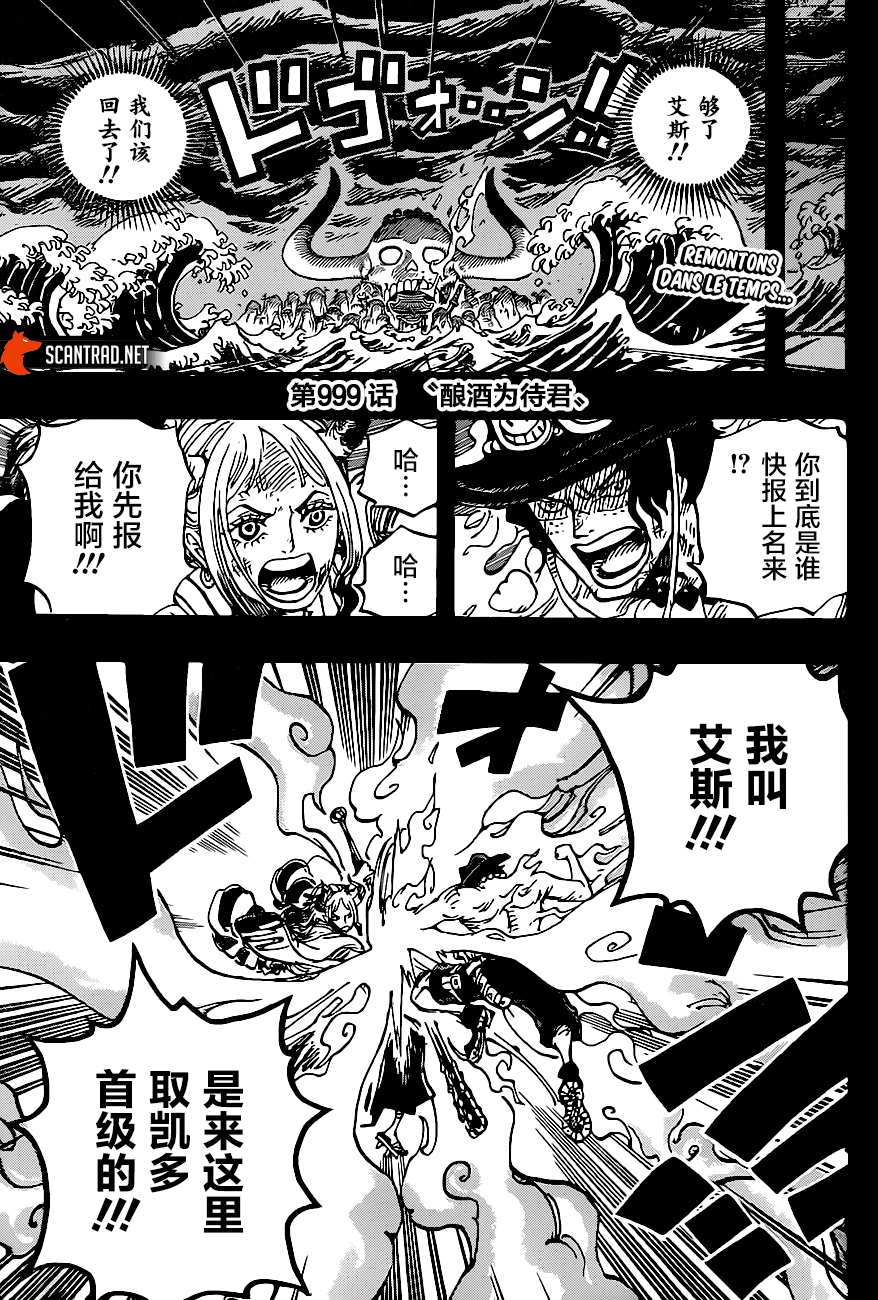 够了
艾斯!!
我们该
回去了!!
ドゴォーーン!!
REMONTONS
DANS LE TEMPS...
SCANTRAD.NET
第999话 〝酿酒为待君〟
你到底是谁
快报上名来
!?
哈…
哈…
你先报
给我啊!!!
我叫
艾斯!!!
是来这里
取凯多
首级的!!!